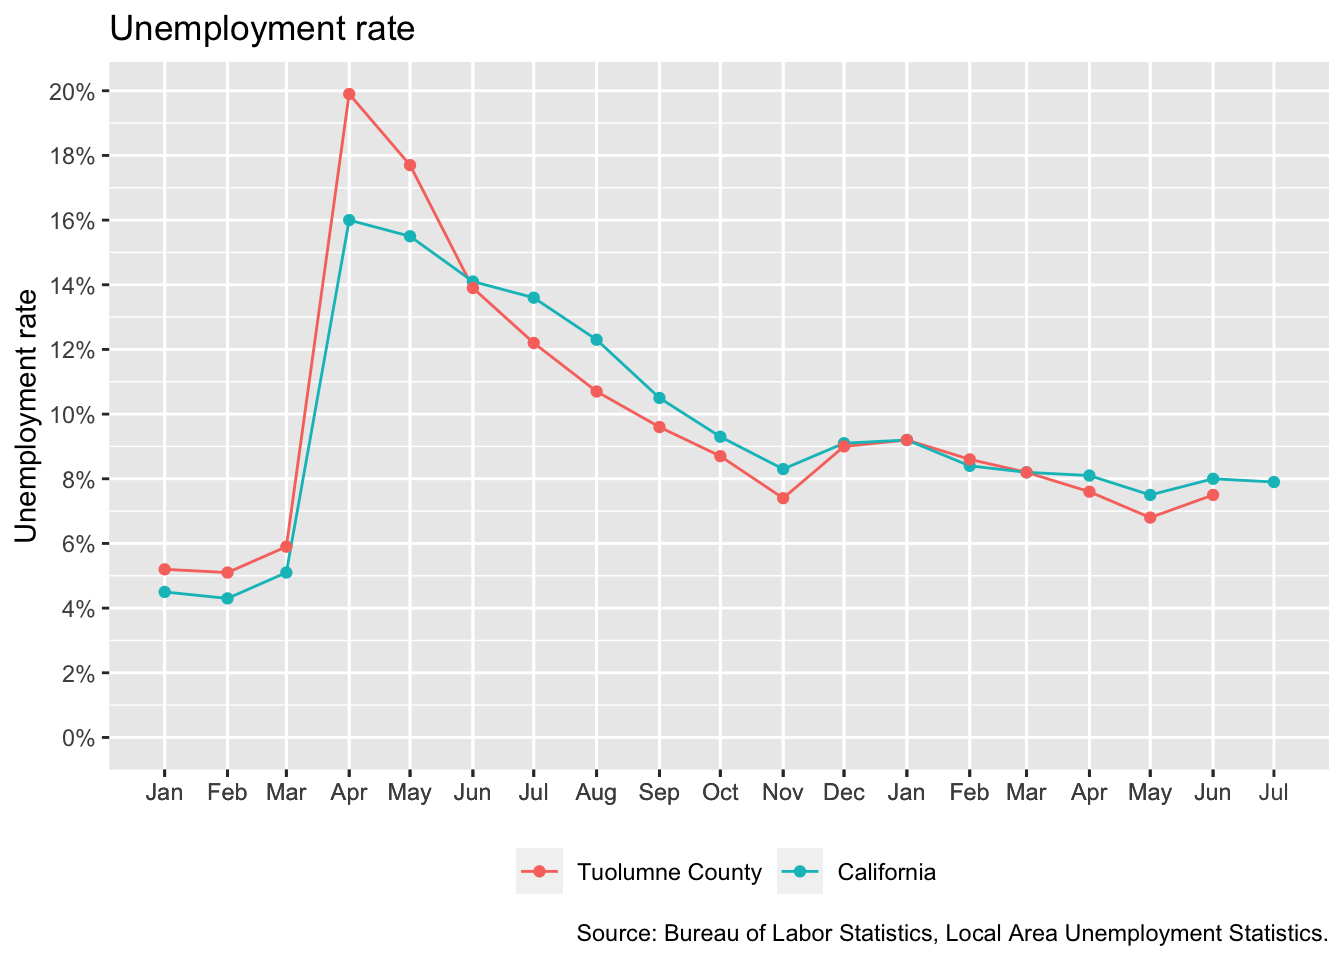 Unemployment rate
Unemployment rate
20%
18%
16%
14%
12%
10%
8%
6%
4%
2%
0%
Jan Feb Mar Apr May Jun Jul Aug Sep Oct Nov Dec Jan Feb Mar Apr May Jun Jul
Tuolumne County California
Source: Bureau of Labor Statistics, Local Area Unemployment Statistics.